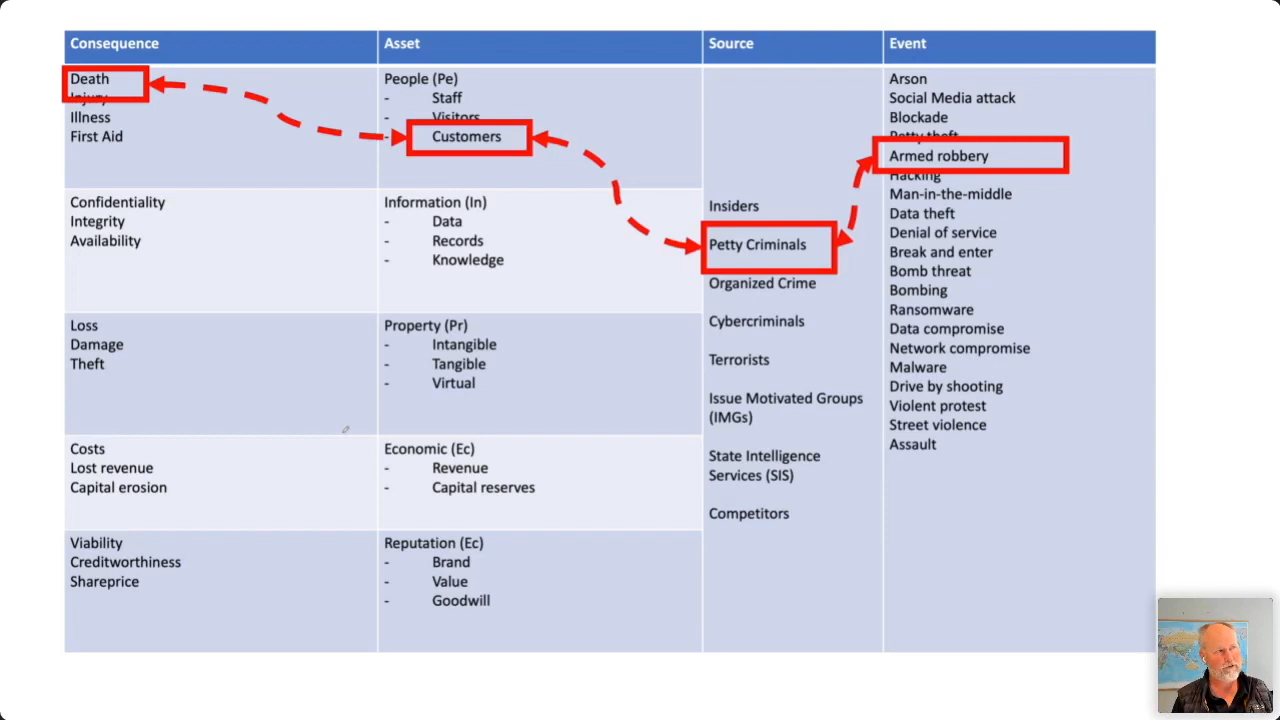 Consequence
Asset
Source
Event
Death
Injury
Illness
First Aid
People (Pe)
- Staff
- Visitors
- Customers
Confidentiality
Integrity
Availability
Information (In)
- Data
- Records
- Knowledge
Loss
Damage
Theft
Property (Pr)
- Intangible
- Tangible
- Virtual
Costs
Lost revenue
Capital erosion
Economic (Ec)
- Revenue
- Capital reserves
Viability
Creditworthiness
Shareprice
Reputation (Ec)
- Brand
- Value
- Goodwill
Insiders
Petty Criminals
Organized Crime
Cybercriminals
Terrorists
Issue Motivated Groups
(IMGs)
State Intelligence
Services (SIS)
Competitors
Arson
Social Media attack
Blockade
Petty theft
Armed robbery
Hacking
Man-in-the-middle
Data theft
Denial of service
Break and enter
Bomb threat
Bombing
Ransomware
Data compromise
Network compromise
Malware
Drive by shooting
Violent protest
Street violence
Assault